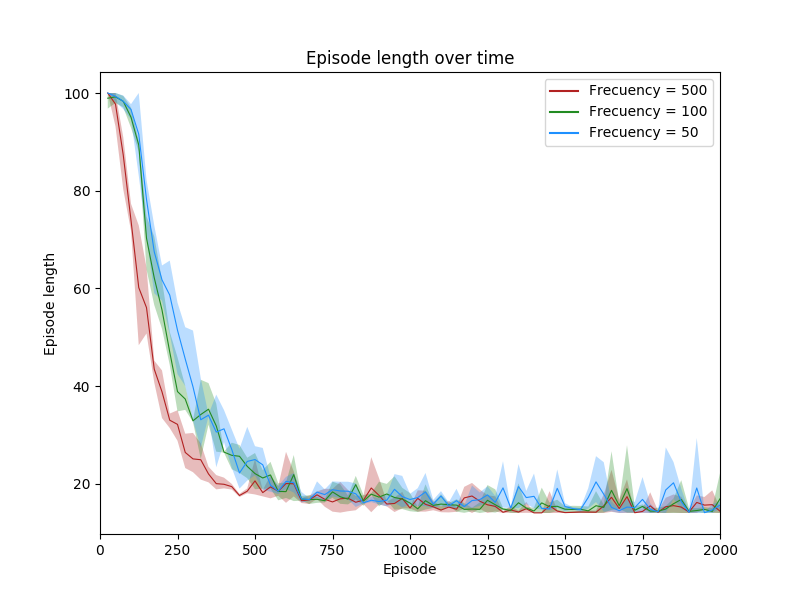 Episode length over time
Frecuency = 500
Frecuency = 100
Frecuency = 50
100
80
60
40
20
Episode length
0
250
500
750
1000
1250
1500
1750
2000
Episode